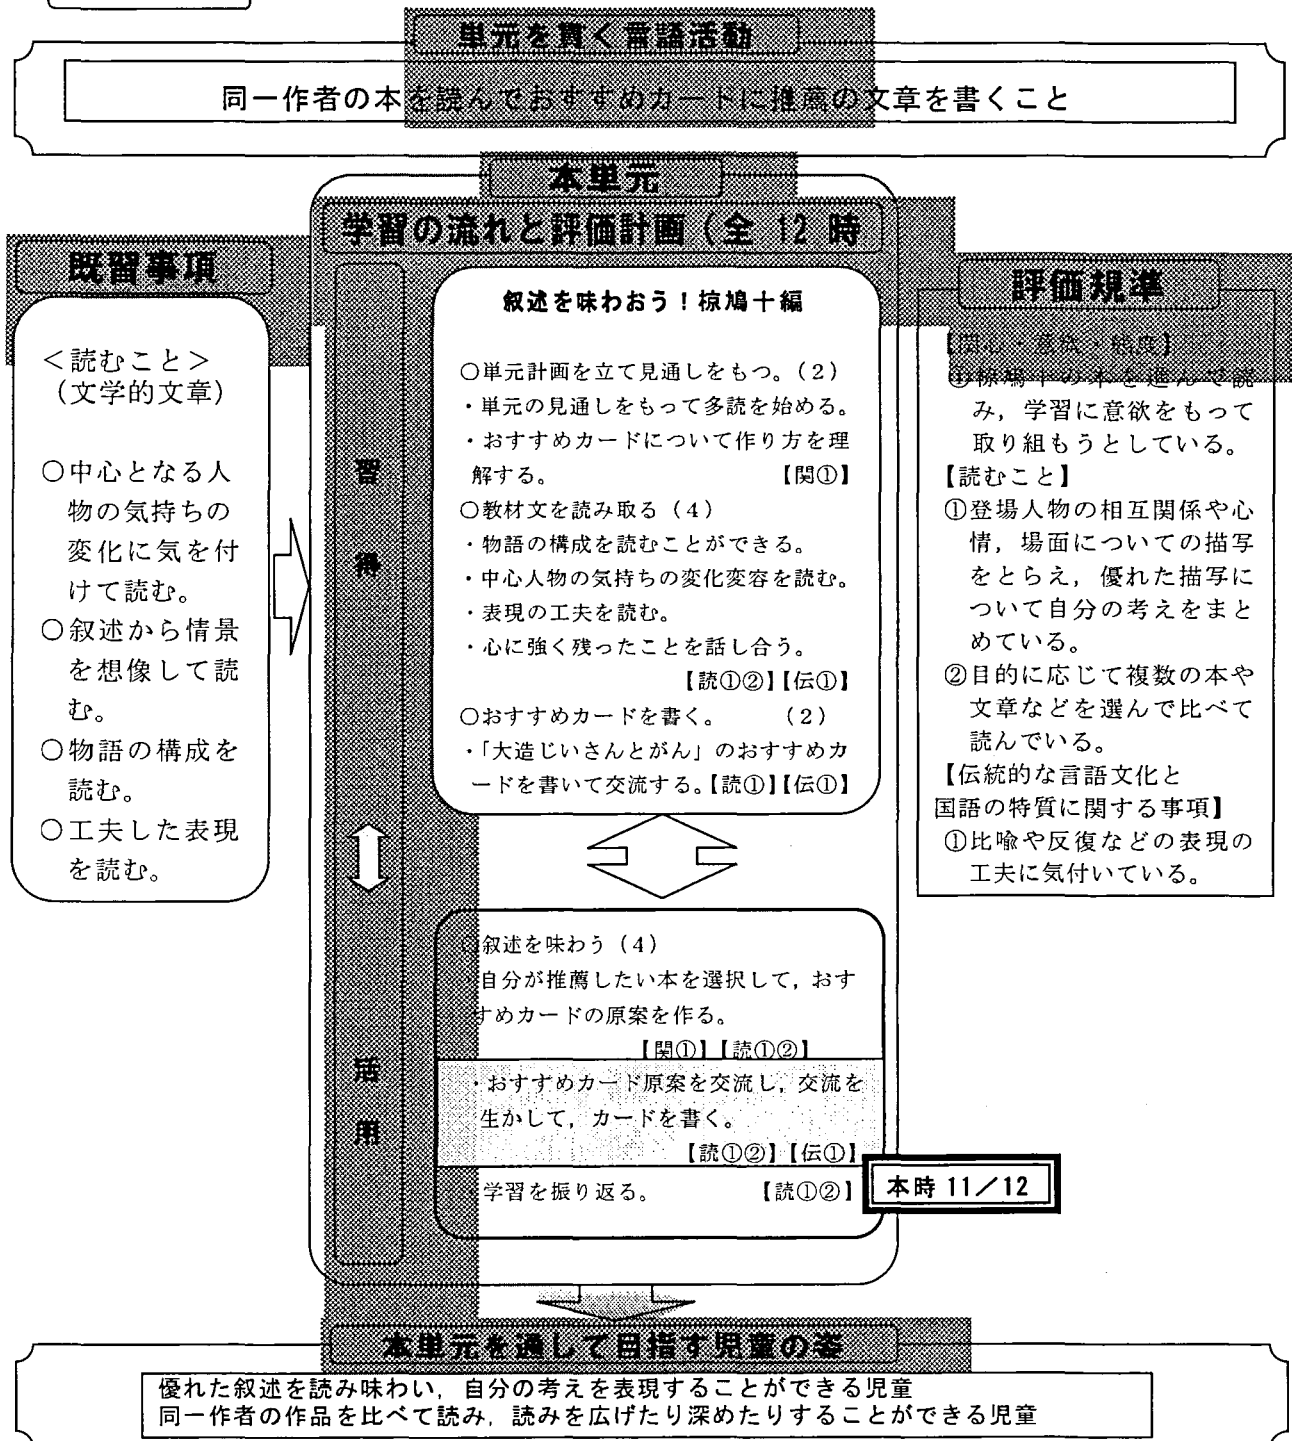 単元を貫く言語活動
同一作者の本を読んでおすすめカードに推薦の文章を書くこと
本単元
学習の流れと評価計画(全 12 時
既習事項
<読むこと>
(文学的文章)
○中心となる人
物の気持ちの
変化に気を付
けて読む。
○叙述から情景
を想像して読
む。
○物語の構成を
読む。
○工夫した表現
を読む。
習
得
活
用
叙述を味わおう!椋鳩十編
○単元計画を立て見通しをもつ。(2)
・単元の見通しをもって多読を始める。
・おすすめカードについて作り方を理
解する。 【関①】
○教材文を読み取る(4)
・物語の構成を読むことができる。
・中心人物の気持ちの変化変容を読む。
・表現の工夫を読む。
・心に強く残ったことを話し合う。
【読①②】【伝①】
○おすすめカードを書く。 (2)
・「大造じいさんとがん」のおすすめカ
ードを書いて交流する。【読①】【伝①】
○叙述を味わう(4)
・自分が推薦したい本を選択して,おす
すめカードの原案を作る。
【関①】【読①②】
・おすすめカード原案を交流し,交流を
生かして,カードを書く。
【読①②】【伝①】
・学習を振り返る。 【読①②】
本時 11/12
評価規準
【関心・意欲・態度】
①椋鳩十の本を進んで読
み,学習に意欲をもって
取り組もうとしている。
【読むこと】
①登場人物の相互関係や心
情,場面についての描写
をとらえ,優れた描写に
ついて自分の考えをまと
めている。
②目的に応じて複数の本や
文章などを選んで比べて
読んでいる。
【伝統的な言語文化と
国語の特質に関する事項】
①比喩や反復などの表現の
工夫に気付いている。
本単元を通して目指す児童の姿
優れた叙述を読み味わい,自分の考えを表現することができる児童
同一作者の作品を比べて読み,読みを広げたり深めたりすることができる児童